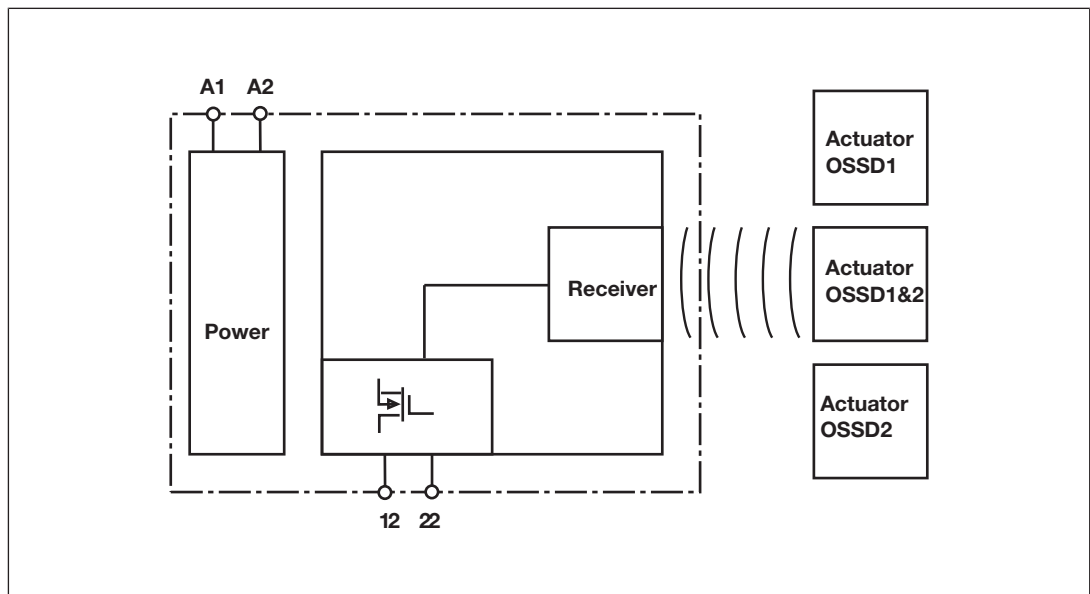 A1 A2
Actuator
OSSD1
Receiver
Actuator
OSSD1&2
Power
Actuator
OSSD2
12 22